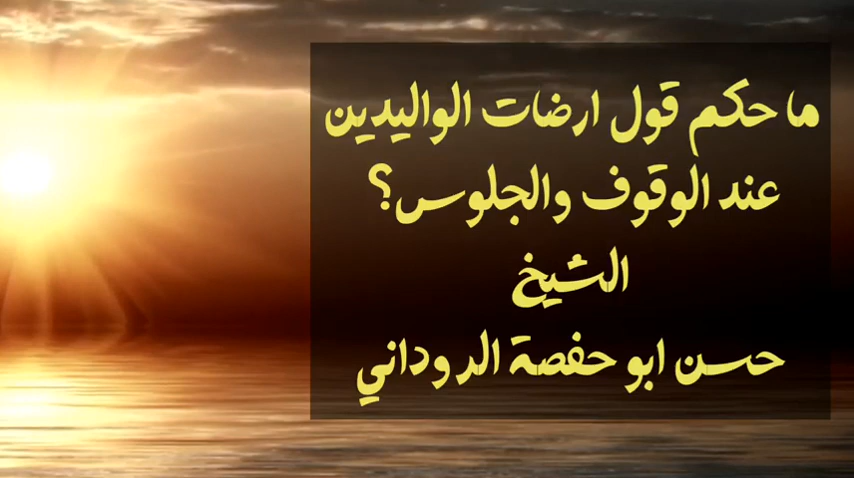 ما حكم قول ارضات الواليدين
عند الوقوف والجلوس؟
الشيخ
حسن ابو حفصة الروداني